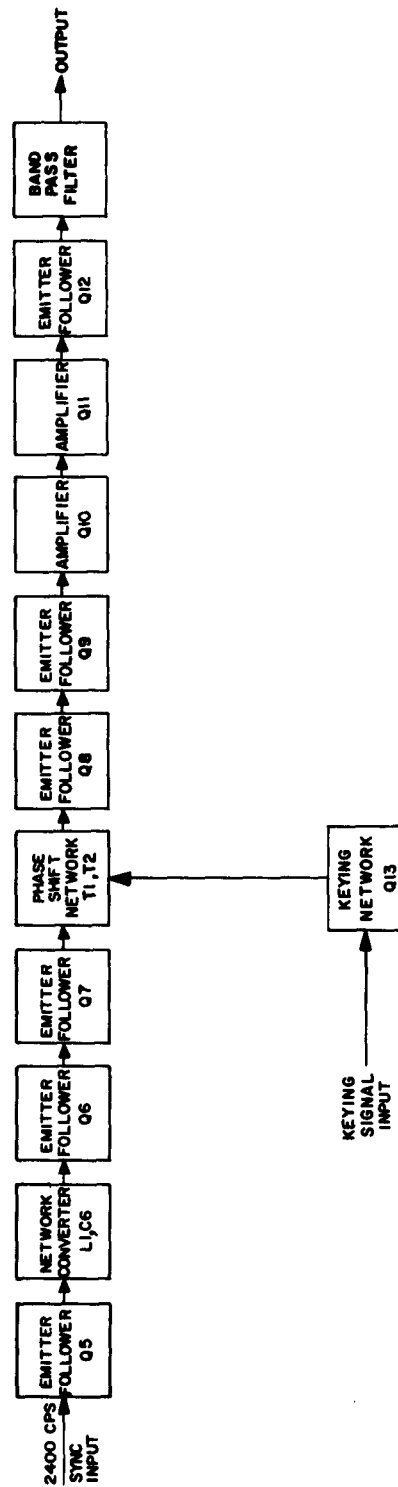 2400 CPS
SYNC
INPUT
EMITTER
FOLLOWER
Q5
NETWORK
CONVERTER
L1,C6
EMITTER
FOLLOWER
Q6
EMITTER
FOLLOWER
Q7
PHASE
SHIFT
NETWORK
T1,T2
EMITTER
FOLLOWER
Q8
EMITTER
FOLLOWER
Q9
AMPLIFIER
Q10
AMPLIFIER
Q11
EMITTER
FOLLOWER
Q12
BAND
PASS
FILTER
OUTPUT
KEYING
SIGNAL
INPUT
KEYING
NETWORK
Q13